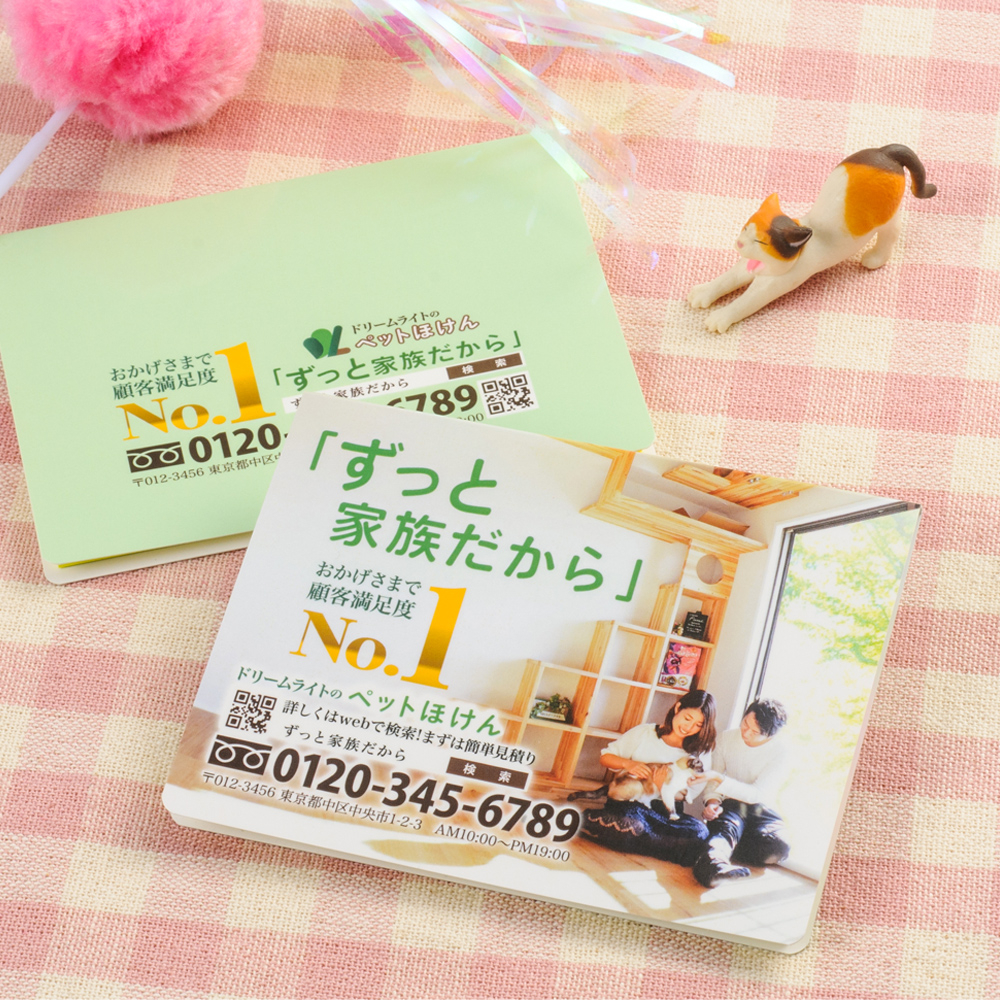 ドリームライトの
ペットほけん
おかげさまで
顧客満足度
No.1
「ずっと家族だから」
検 索
家族だから
0120-
6789
〒012-3456 東京都中区
「ずっと
家族だから」
おかげさまで
顧客満足度
No.1
ドリームライトの ペットほけん
詳しくはwebで検索!まずは簡単見積り
ずっと家族だから 検 索
0120-345-6789
〒012-3456 東京都中区中央市1-2-3 AM10:00〜PM19:00